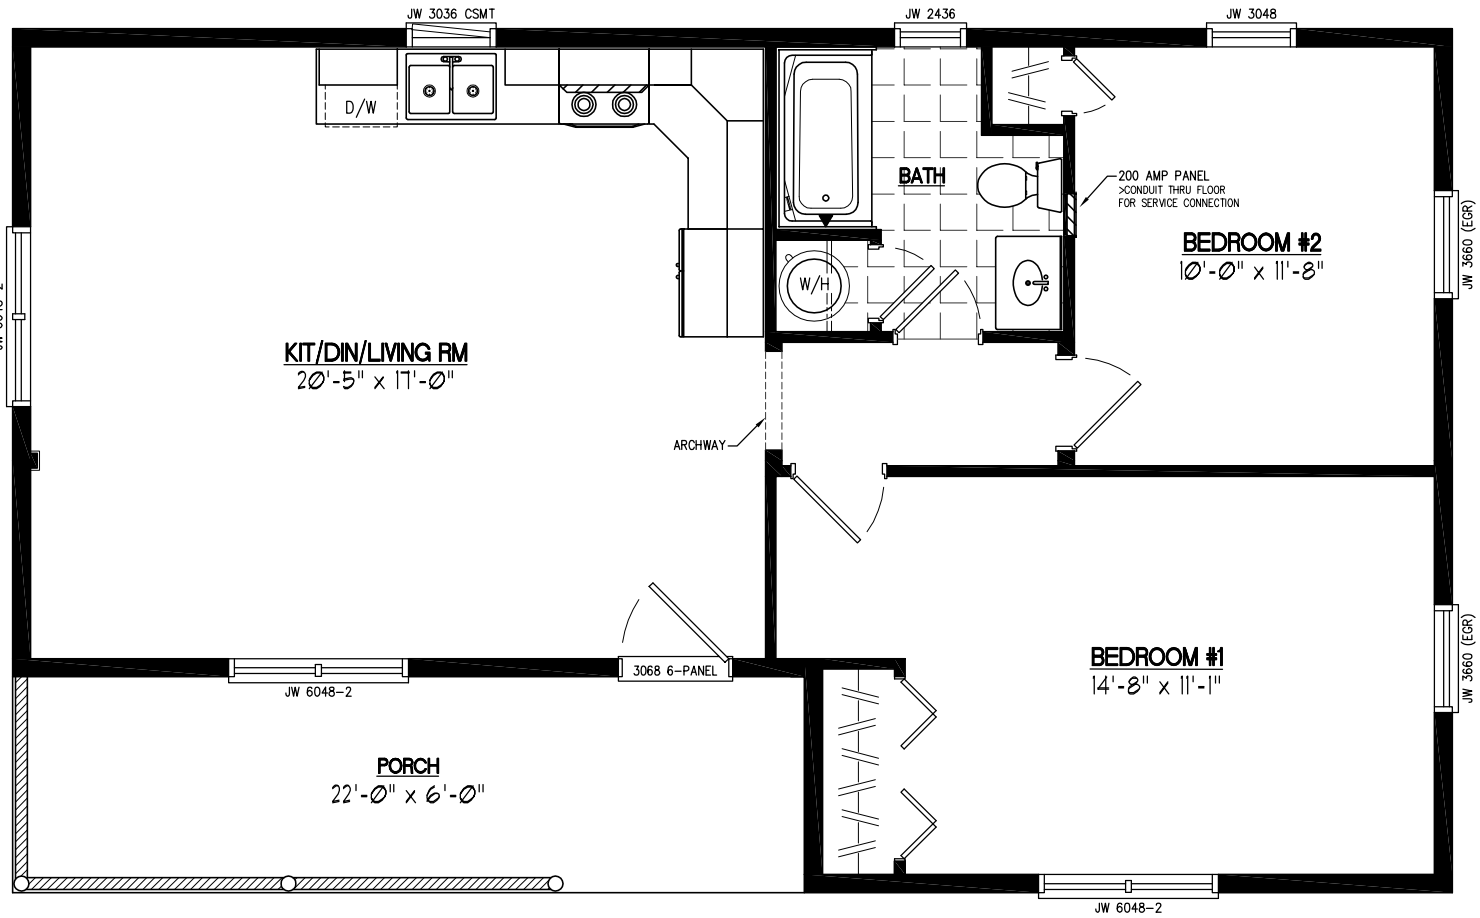 JW 3036 CSMT
JW 2436
JW 3048
D/W
BATH
200 AMP PANEL
>CONDUIT THRU FLOOR
FOR SERVICE CONNECTION
JW 3660 (EGR)
BEDROOM #2
10'-0" x 11'-8"
W/H
KIT/DIN/LIVING RM
20'-5" x 17'-0"
ARCHWAY
3068 6-PANEL
JW 6048-2
BEDROOM #1
14'-8" x 11'-1"
JW 3660 (EGR)
PORCH
22'-0" x 6'-0"
JW 6048-2